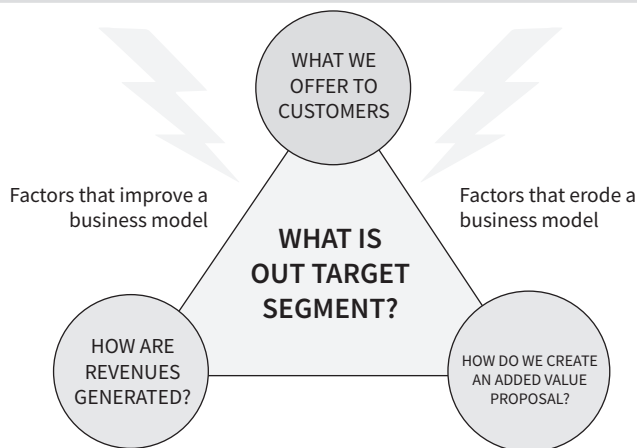 WHAT WE
OFFER TO
CUSTOMERS
Factors that improve a
business model
Factors that erode a
business model
WHAT IS
OUT TARGET
SEGMENT?
HOW ARE
REVENUES
GENERATED?
HOW DO WE CREATE
AN ADDED VALUE
PROPOSAL?